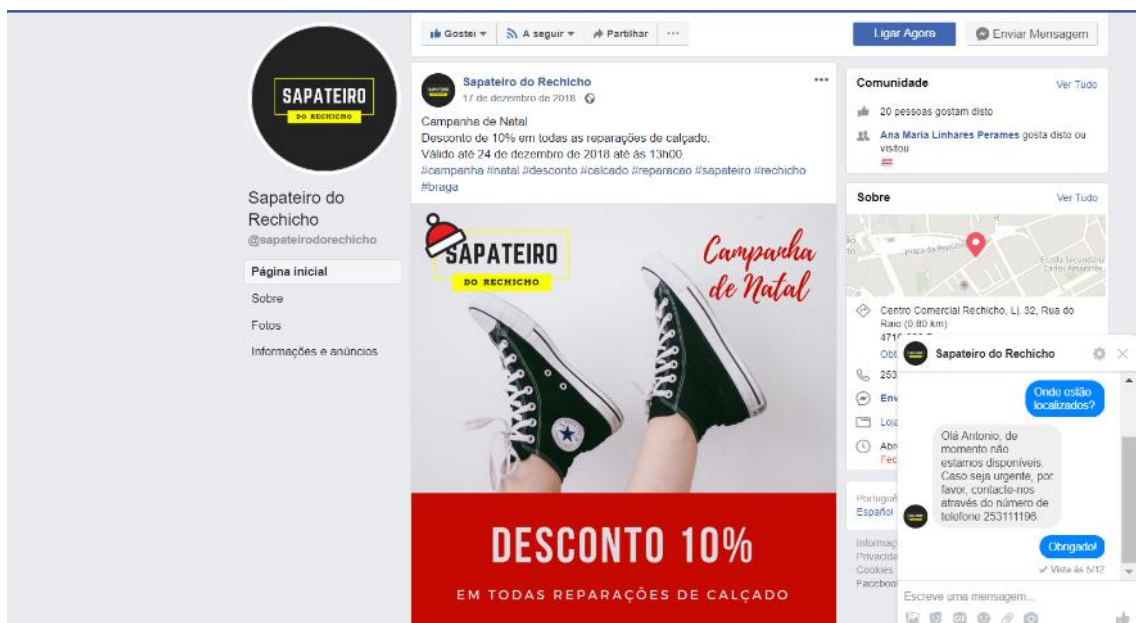 Gostei
A seguir
Partilhar
Ligar Agora
Enviar Mensagem
SAPATEIRO
DO RECHICHO
Sapateiro do
Rechicho
@sapateirodorechicho
Página inicial
Sobre
Fotos
Informações e anúncios
Sapateiro do Rechicho
17 de dezembro de 2018
Campanha de Natal
Desconto de 10% em todas as reparações de calçado.
Válido até 24 de dezembro de 2018 até às 13h00
#campanha #natal #desconto #calcado #reparacao #sapateiro #rechicho
#braga
SAPATEIRO
DO RECHICHO
Campanha
de Natal
DESCONTO 10%
EM TODAS REPARAÇÕES DE CALÇADO
Comunidade
Ver Tudo
20 pessoas gostam disto
Ana Maria Linhares Perames gosta disto ou
visitou
Sobre
Ver Tudo
Escola Secundária
Carlos Amarante
Centro Comercial Rechicho, Lj. 32, Rua do
Raio (0,80 km)
253
Português
Español
Cookies
Sapateiro do Rechicho
Onde estão
localizados?
Olá Antonio, de
momento não
estamos disponíveis.
Caso seja urgente, por
favor, contacte-nos
através do número de
telefone 253111196.
Obrigado!
Vista às 5/12
Escreve uma mensagem...